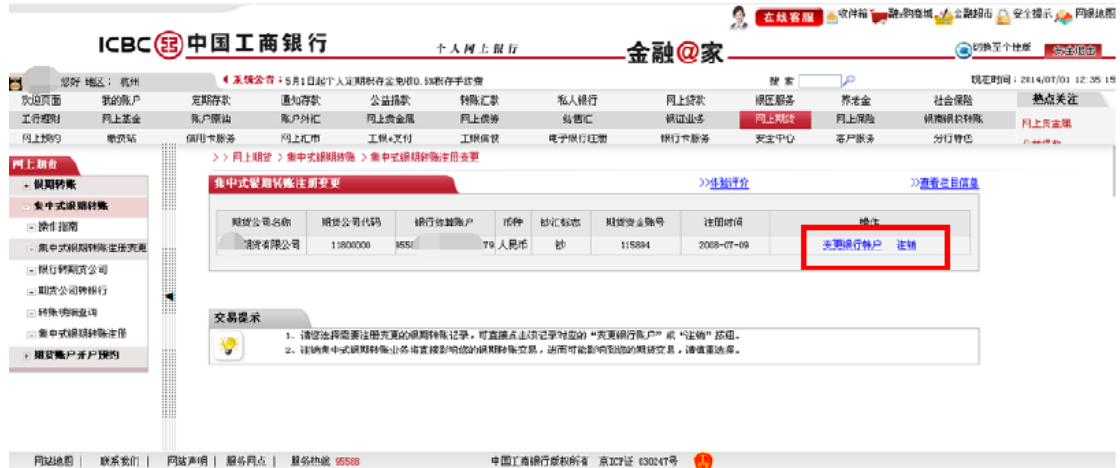 在线客服 收件箱 融e购商城 金融超市 安全提示 网银地图
ICBC 中国工商银行 个人网上银行 金融@家 切换至个性版 安全退出
您好 地区：杭州 系统公告：5月1日起个人定期积存金免收0.5%积存手续费 搜 索 现在时间：2014/07/01 12:35:19
欢迎页面 我的账户 定期存款 通知存款 公益捐款 转账汇款 私人银行 网上贷款 银医服务 养老金 社会保险 热点关注
工行理财 网上基金 账户原油 账户外汇 网上贵金属 网上债券 结售汇 银证业务 网上期货 网上保险 银商银权转账 网上贵金属
网上预约 缴费站 信用卡服务 网上汇市 工银e支付 工银信使 电子银行注册 银行卡服务 安全中心 客户服务 分行特色
网上期货
>> 网上期货 > 集中式银期转账 > 集中式银期转账注册变更
银期转账
集中式银期转账
操作指南
集中式银期转账注册变更
银行转期货公司
期货公司转银行
转账明细查询
集中式银期转账注册
期货账户开户预约
集中式银期转账注册变更 >>体验评价 >>查看栏目信息
期货公司名称 期货公司代码 银行结算账户 币种 钞汇标志 期货资金账号 注册时间 操作
期货有限公司 11800000 9558 79 人民币 钞 115894 2008-07-09 变更银行帐户 注销
交易提示
1、请您选择需要注册变更的银期转账记录，可直接点击该记录对应的“变更银行账户”或“注销”按钮。
2、注销集中式银期转账业务将直接影响您的银期转账交易，进而可能影响到您的期货交易，请慎重选择。
网站地图 | 联系我们 | 网站声明 | 服务网点 | 服务热线 95588 中国工商银行版权所有 京ICP证 030247号